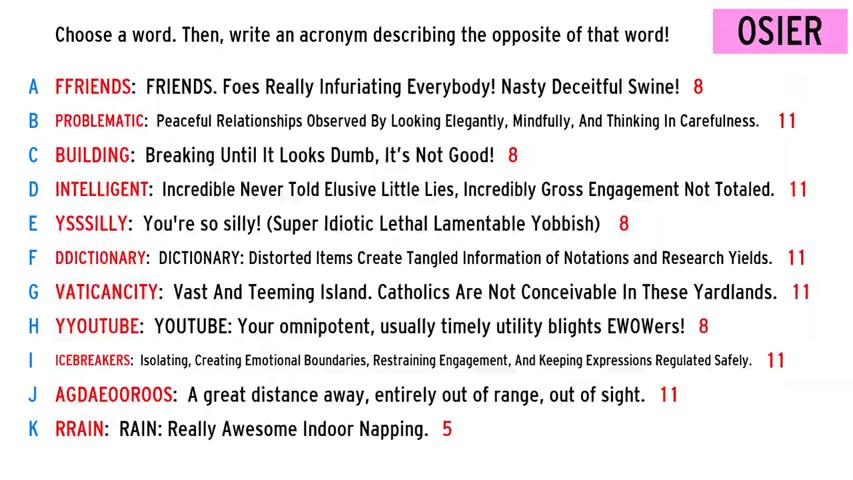 Choose a word. Then, write an acronym describing the opposite of that word!
OSIER
A FFRIENDS: FRIENDS. Foes Really Infuriating Everybody! Nasty Deceitful Swine! 8
B PROBLEMATIC: Peaceful Relationships Observed By Looking Elegantly, Mindfully, And Thinking In Carefulness. 11
C BUILDING: Breaking Until It Looks Dumb, It's Not Good! 8
D INTELLIGENT: Incredible Never Told Elusive Little Lies, Incredibly Gross Engagement Not Totaled. 11
E YSSSILLY: You're so silly! (Super Idiotic Lethal Lamentable Yobbish) 8
F DDICTIONARY: DICTIONARY: Distorted Items Create Tangled Information of Notations and Research Yields. 11
G VATICANCITY: Vast And Teeming Island. Catholics Are Not Conceivable In These Yardlands. 11
H YYOUTUBE: YOUTUBE: Your omnipotent, usually timely utility blights EWOWers! 8
I ICEBREAKERS: Isolating, Creating Emotional Boundaries, Restraining Engagement, And Keeping Expressions Regulated Safely. 11
J AGDAEOOROOS: A great distance away, entirely out of range, out of sight. 11
K RRAIN: RAIN: Really Awesome Indoor Napping. 5